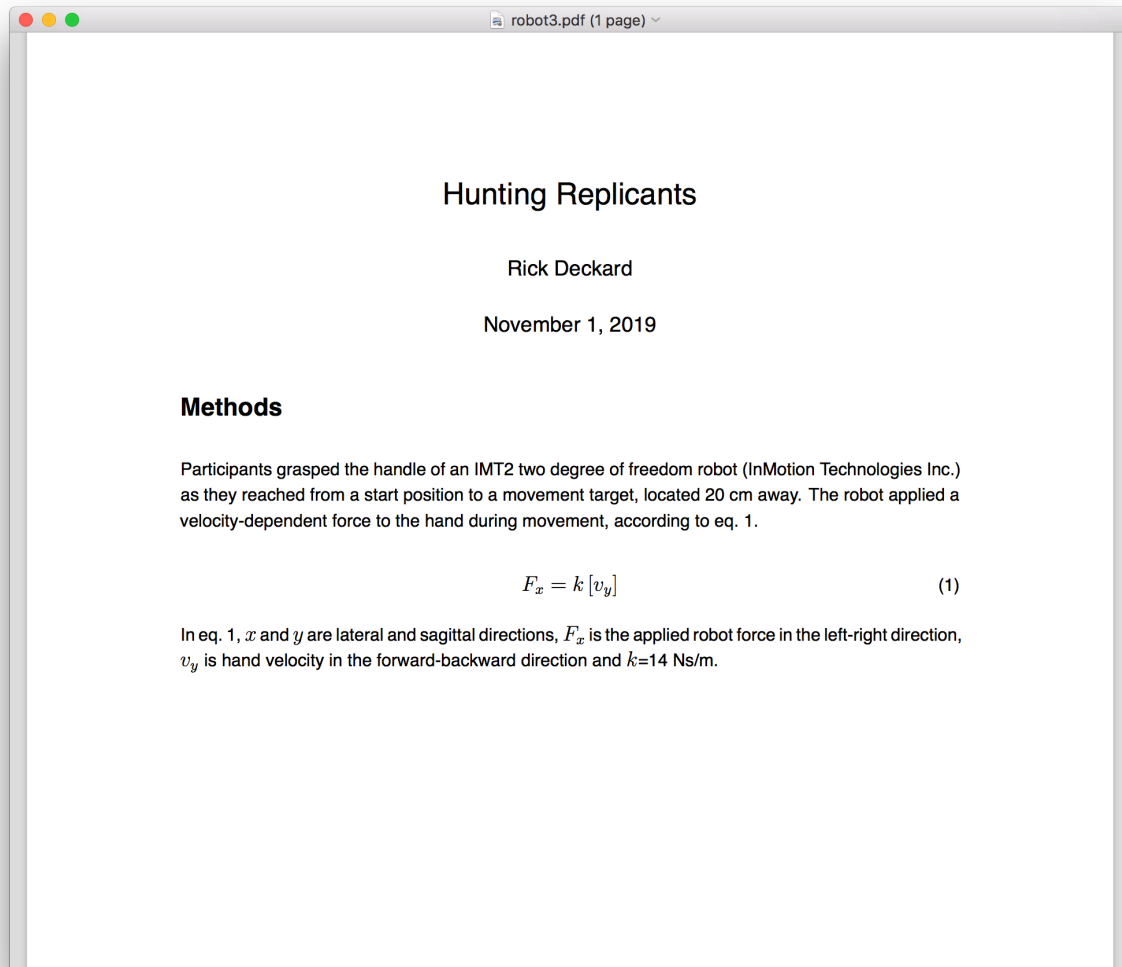 robot3.pdf (1 page)
Hunting Replicants
Rick Deckard
November 1, 2019
Methods
Participants grasped the handle of an IMT2 two degree of freedom robot (InMotion Technologies Inc.)
as they reached from a start position to a movement target, located 20 cm away. The robot applied a
velocity-dependent force to the hand during movement, according to eq. 1.
F_x = k [v_y] (1)
In eq. 1, x and y are lateral and sagittal directions, F_x is the applied robot force in the left-right direction,
v_y is hand velocity in the forward-backward direction and k=14 Ns/m.